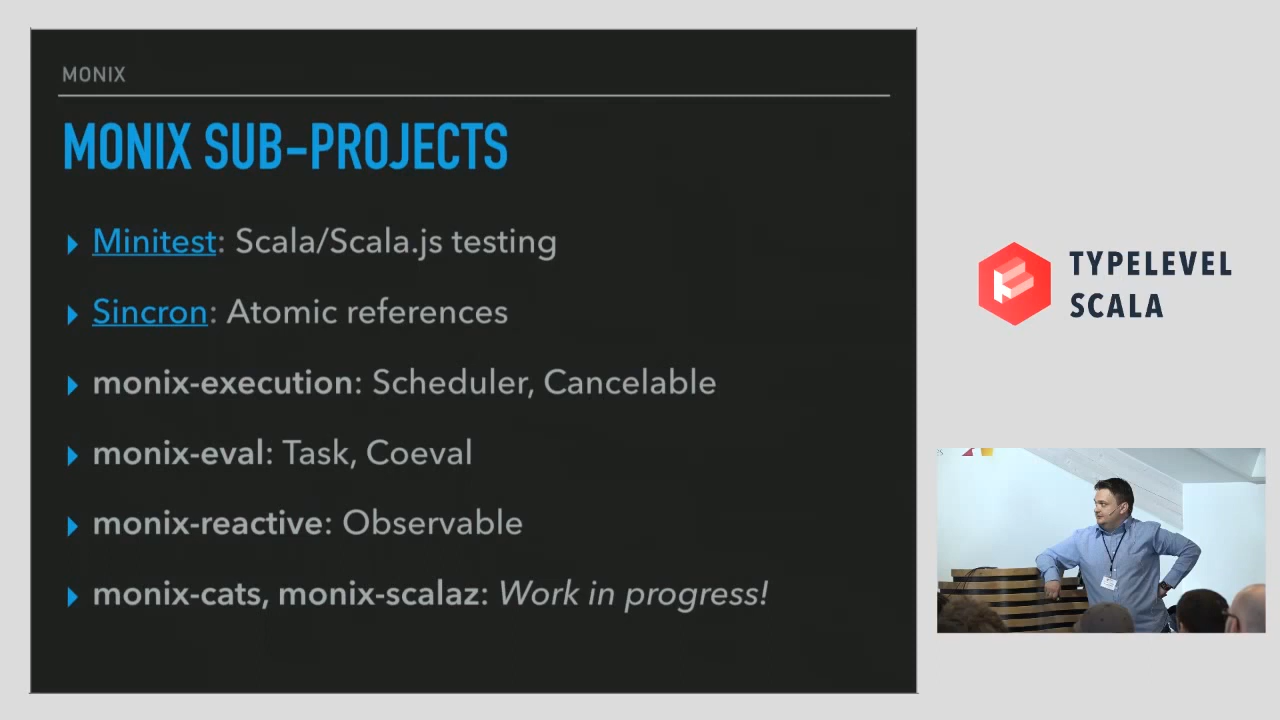 MONIX
MONIX SUB-PROJECTS
Minitest: Scala/Scala.js testing
Sincron: Atomic references
monix-execution: Scheduler, Cancelable
monix-eval: Task, Coeval
monix-reactive: Observable
monix-cats, monix-scalaz: Work in progress!
TYPELEVEL
SCALA